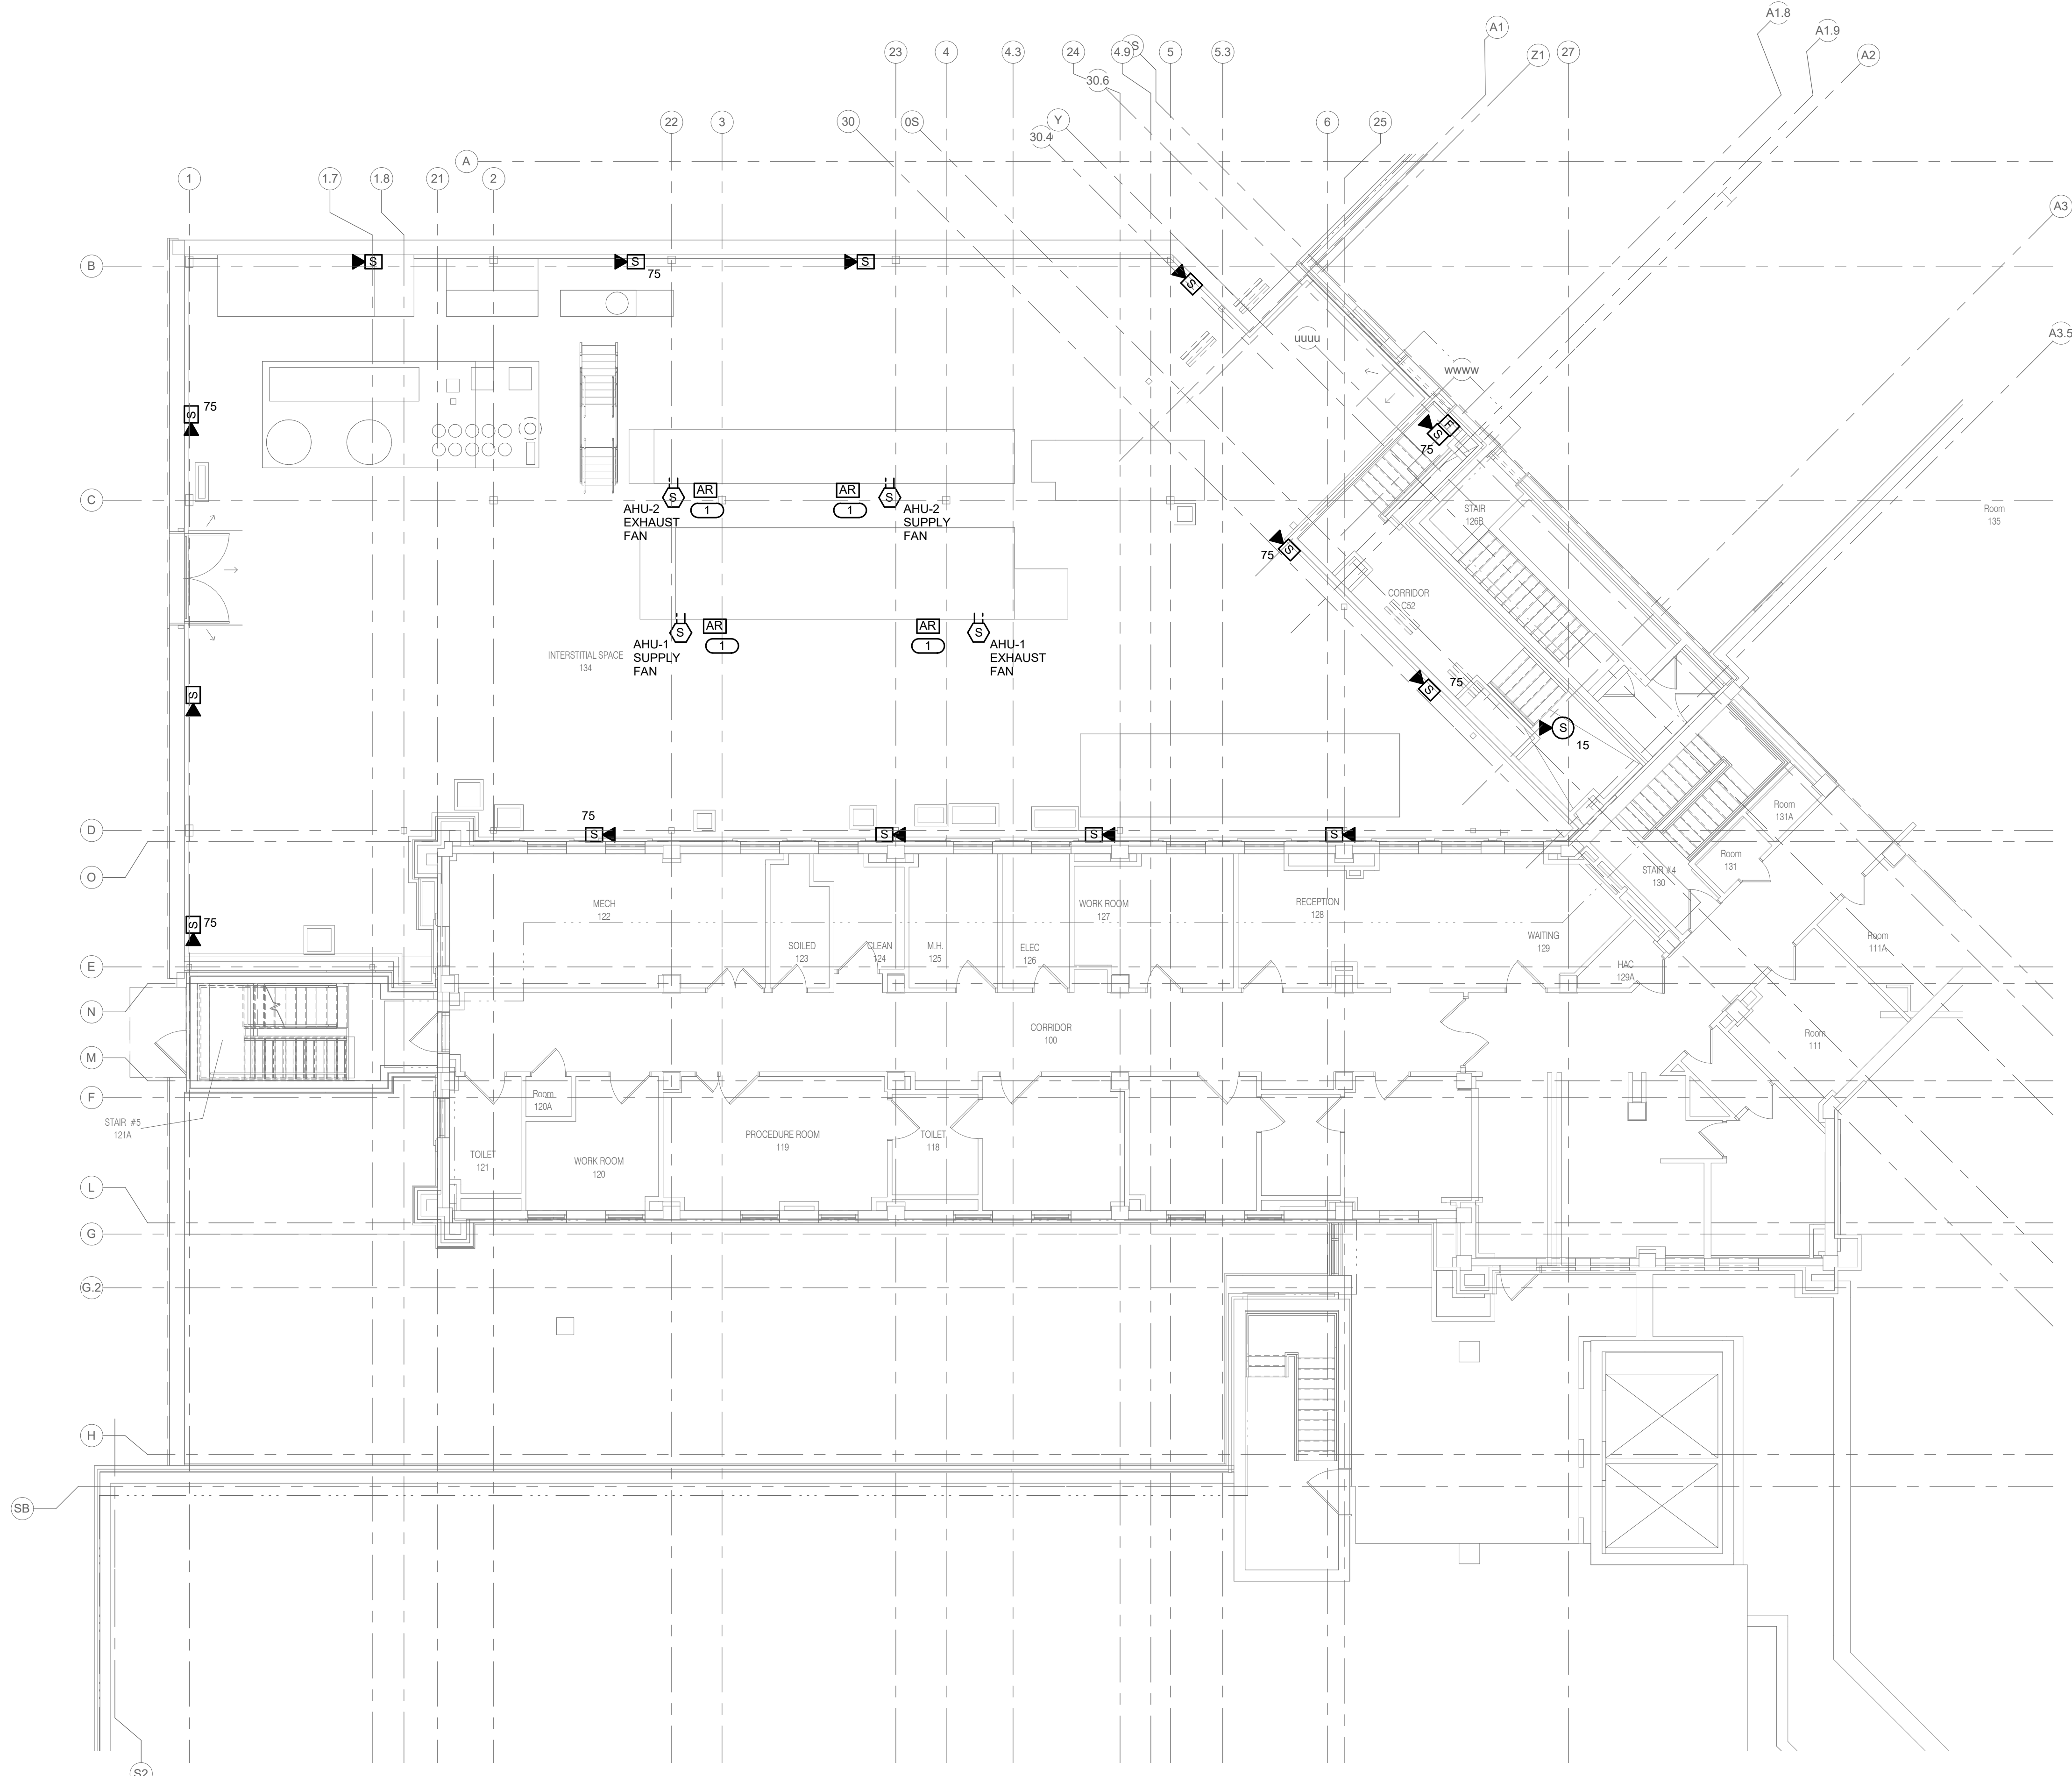 A1.8
A1.9
A1
A2
Z1
23
4
4.3
24
4.9
S
5
5.3
27
30.6
22
3
30
0S
30.4
Y
6
25
A
1
1.7
1.8
21
2
A3
B
S
S
75
S
S
A3.5
uuuu
wwww
S
75
F
S
75
AR
AR
S
S
1
1
C
AHU-2
EXHAUST
FAN
AHU-2
SUPPLY
FAN
STAIR
126B
Room
135
S
75
CORRIDOR
C52
AR
AR
S
S
1
1
AHU-1
SUPPLY
FAN
AHU-1
EXHAUST
FAN
INTERSTITIAL SPACE
134
S
S
75
S
15
75
D
S
S
S
S
Room
131A
O
Room
131
STAIR #4
130
MECH
122
WORK ROOM
127
RECEPTION
128
S
75
SOILED
123
CLEAN
124
M.H.
125
ELEC
126
WAITING
129
Room
111A
E
HAC
129A
N
CORRIDOR
100
Room
111
M
F
Room
120A
STAIR #5
121A
PROCEDURE ROOM
119
TOILET
118
TOILET
121
WORK ROOM
120
L
G
G.2
H
SB
S2